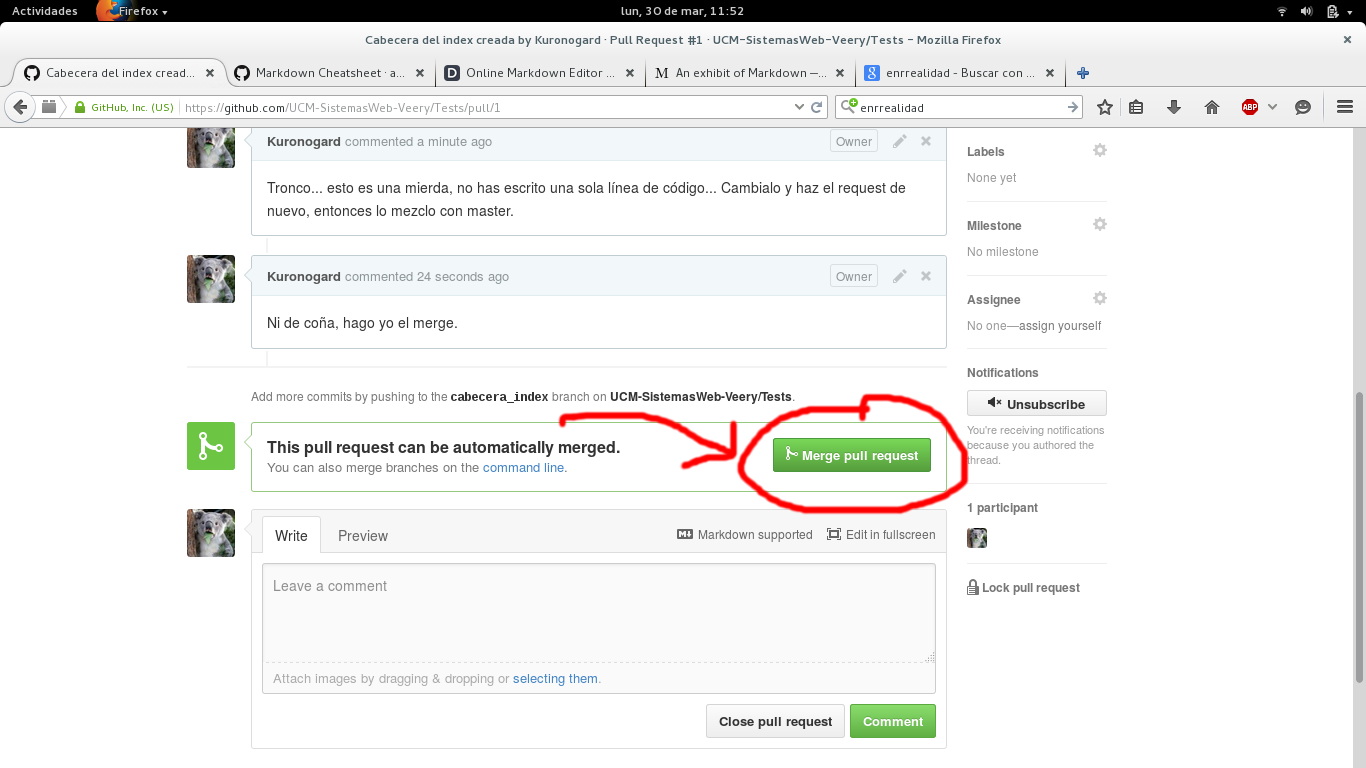 Actividades
Firefox
lun, 30 de mar, 11:52
Cabecera del index creada by Kuronogard · Pull Request #1 · UCM-SistemasWeb-Veery/Tests - Mozilla Firefox
Cabecera del index cread...
Markdown Cheatsheet · a...
Online Markdown Editor ...
M An exhibit of Markdown —...
enrrealidad - Buscar con ...
GitHub, Inc. (US)
https://github.com/UCM-SistemasWeb-Veery/Tests/pull/1
enrrealidad
ABP
Kuronogard commented a minute ago
Owner
Tronco... esto es una mierda, no has escrito una sola línea de código... Cambialo y haz el request de
nuevo, entonces lo mezclo con master.
Kuronogard commented 24 seconds ago
Owner
Ni de coña, hago yo el merge.
Add more commits by pushing to the cabecera_index branch on UCM-SistemasWeb-Veery/Tests.
This pull request can be automatically merged.
You can also merge branches on the command line.
Merge pull request
Write
Preview
Markdown supported
Edit in fullscreen
Leave a comment
Attach images by dragging & dropping or selecting them.
Close pull request
Comment
Labels
None yet
Milestone
No milestone
Assignee
No one—assign yourself
Notifications
Unsubscribe
You're receiving notifications
because you authored the
thread.
1 participant
Lock pull request